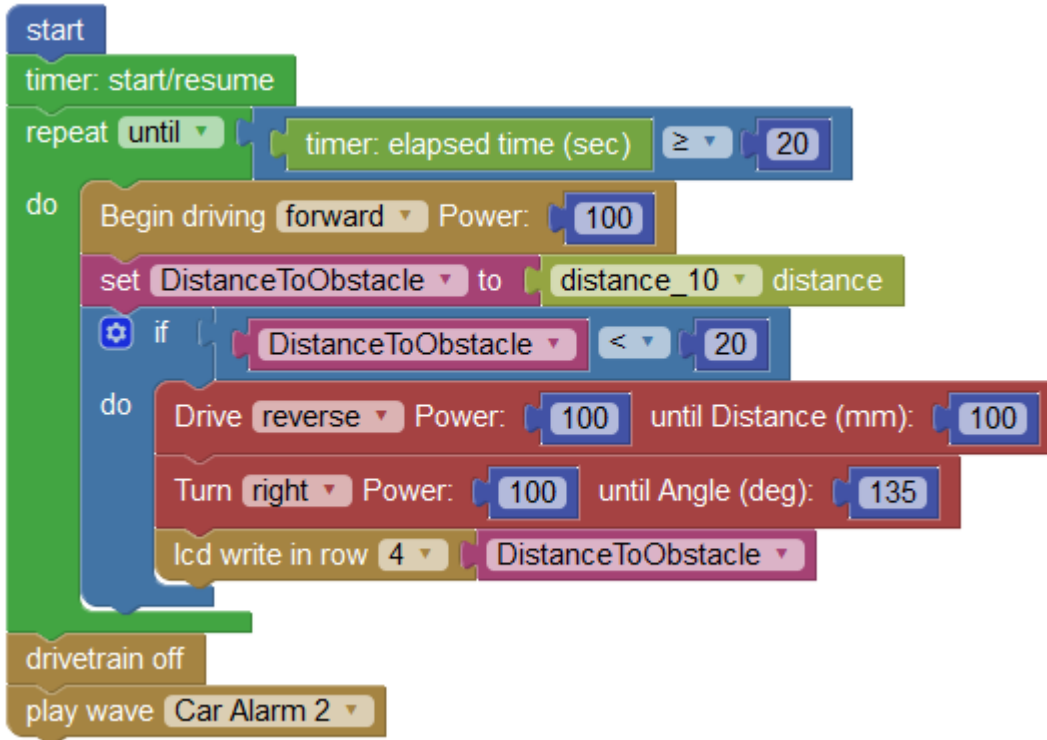 start
timer: start/resume
repeat until timer: elapsed time (sec) ≥ 20
do Begin driving forward Power: 100
set DistanceToObstacle to distance_10 distance
if DistanceToObstacle < 20
do Drive reverse Power: 100 until Distance (mm): 100
Turn right Power: 100 until Angle (deg): 135
lcd write in row 4 DistanceToObstacle
drivetrain off
play wave Car Alarm 2